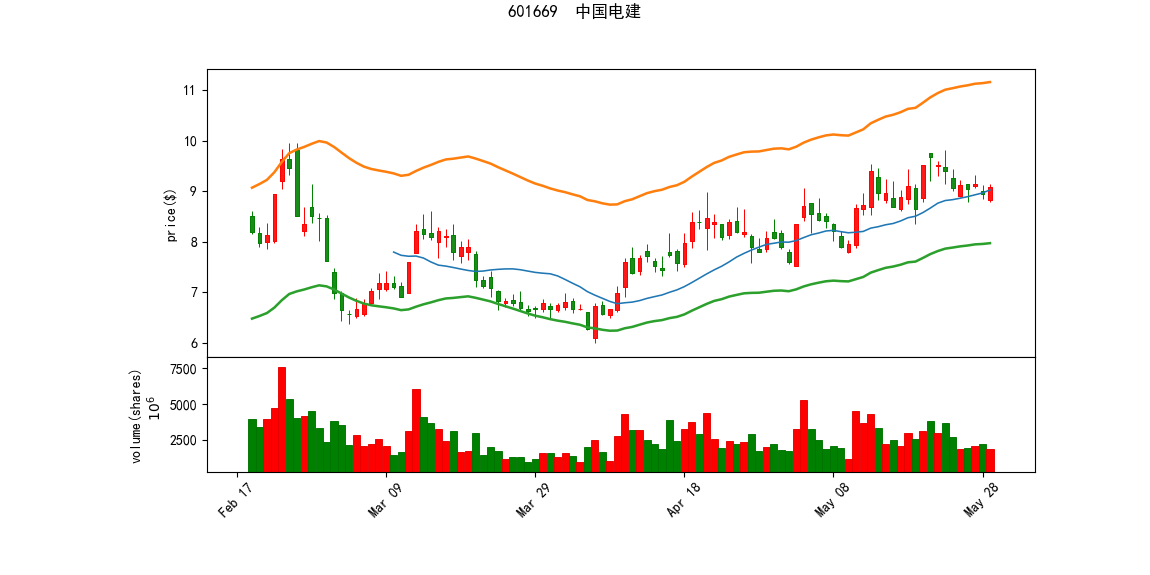 601669 中国电建
price($)
11
10
9
8
7
6
volume(shares)
10^6
7500
5000
2500
Feb 17
Mar 09
Mar 29
Apr 18
May 08
May 28